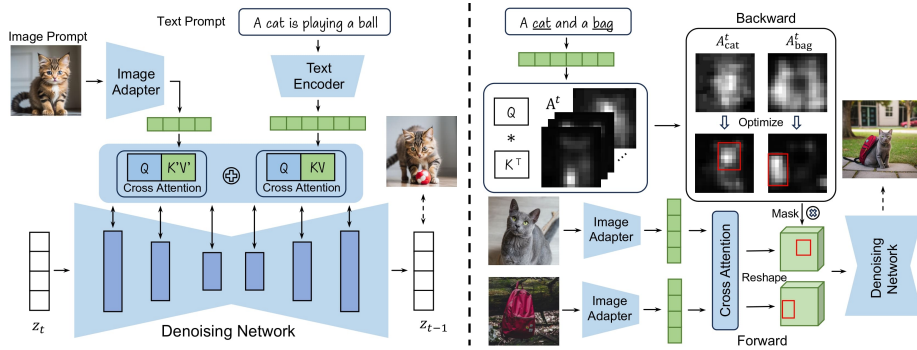 Text Prompt
A cat is playing a ball
Image Prompt
Image
Adapter
Text
Encoder
Q
K'V'
Cross Attention
Q
KV
Cross Attention
z_t
Denoising Network
z_{t-1}
A cat and a bag
Backward
Q
*
K^T
A^t
...
A^t_cat
A^t_bag
Optimize
Mask
Image
Adapter
Image
Adapter
Cross Attention
Reshape
Forward
Denoising
Network